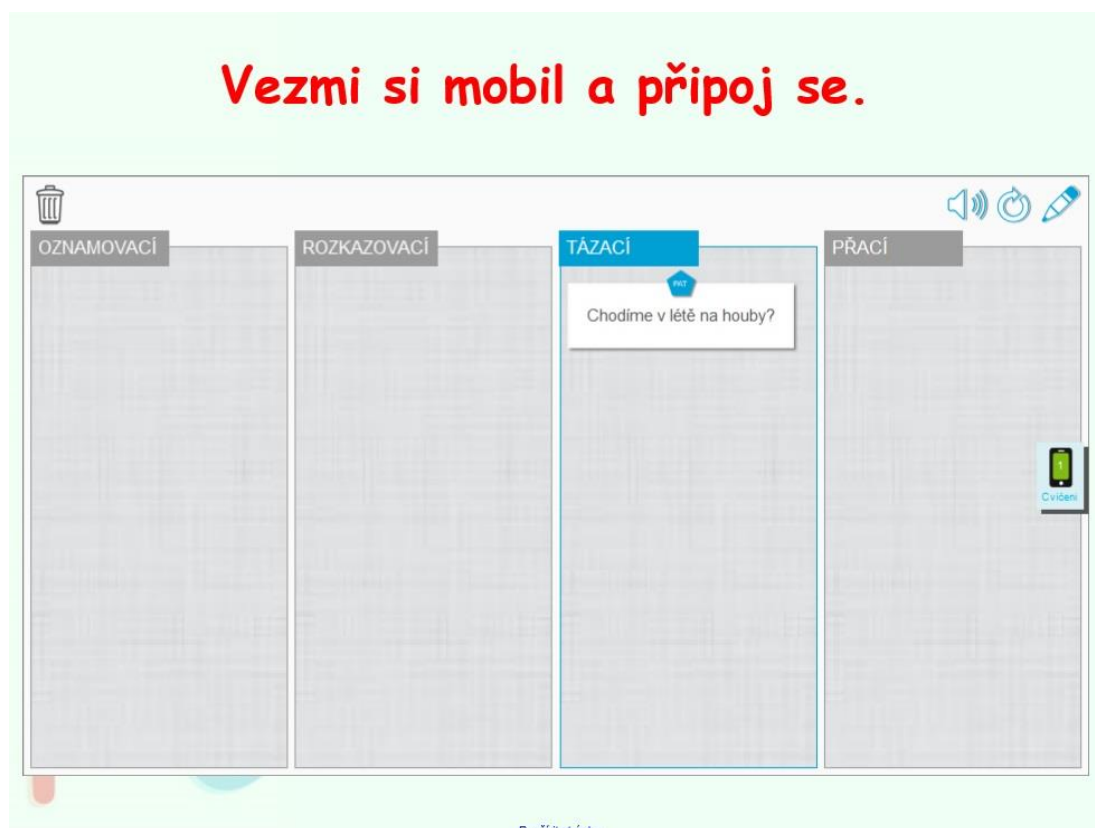 Vezmi si mobil a připoj se.
OZNAMOVACÍ
ROZKAZOVACÍ
TÁZACÍ
PŘACÍ
PAT
Chodíme v létě na houby?
1
Cvičení